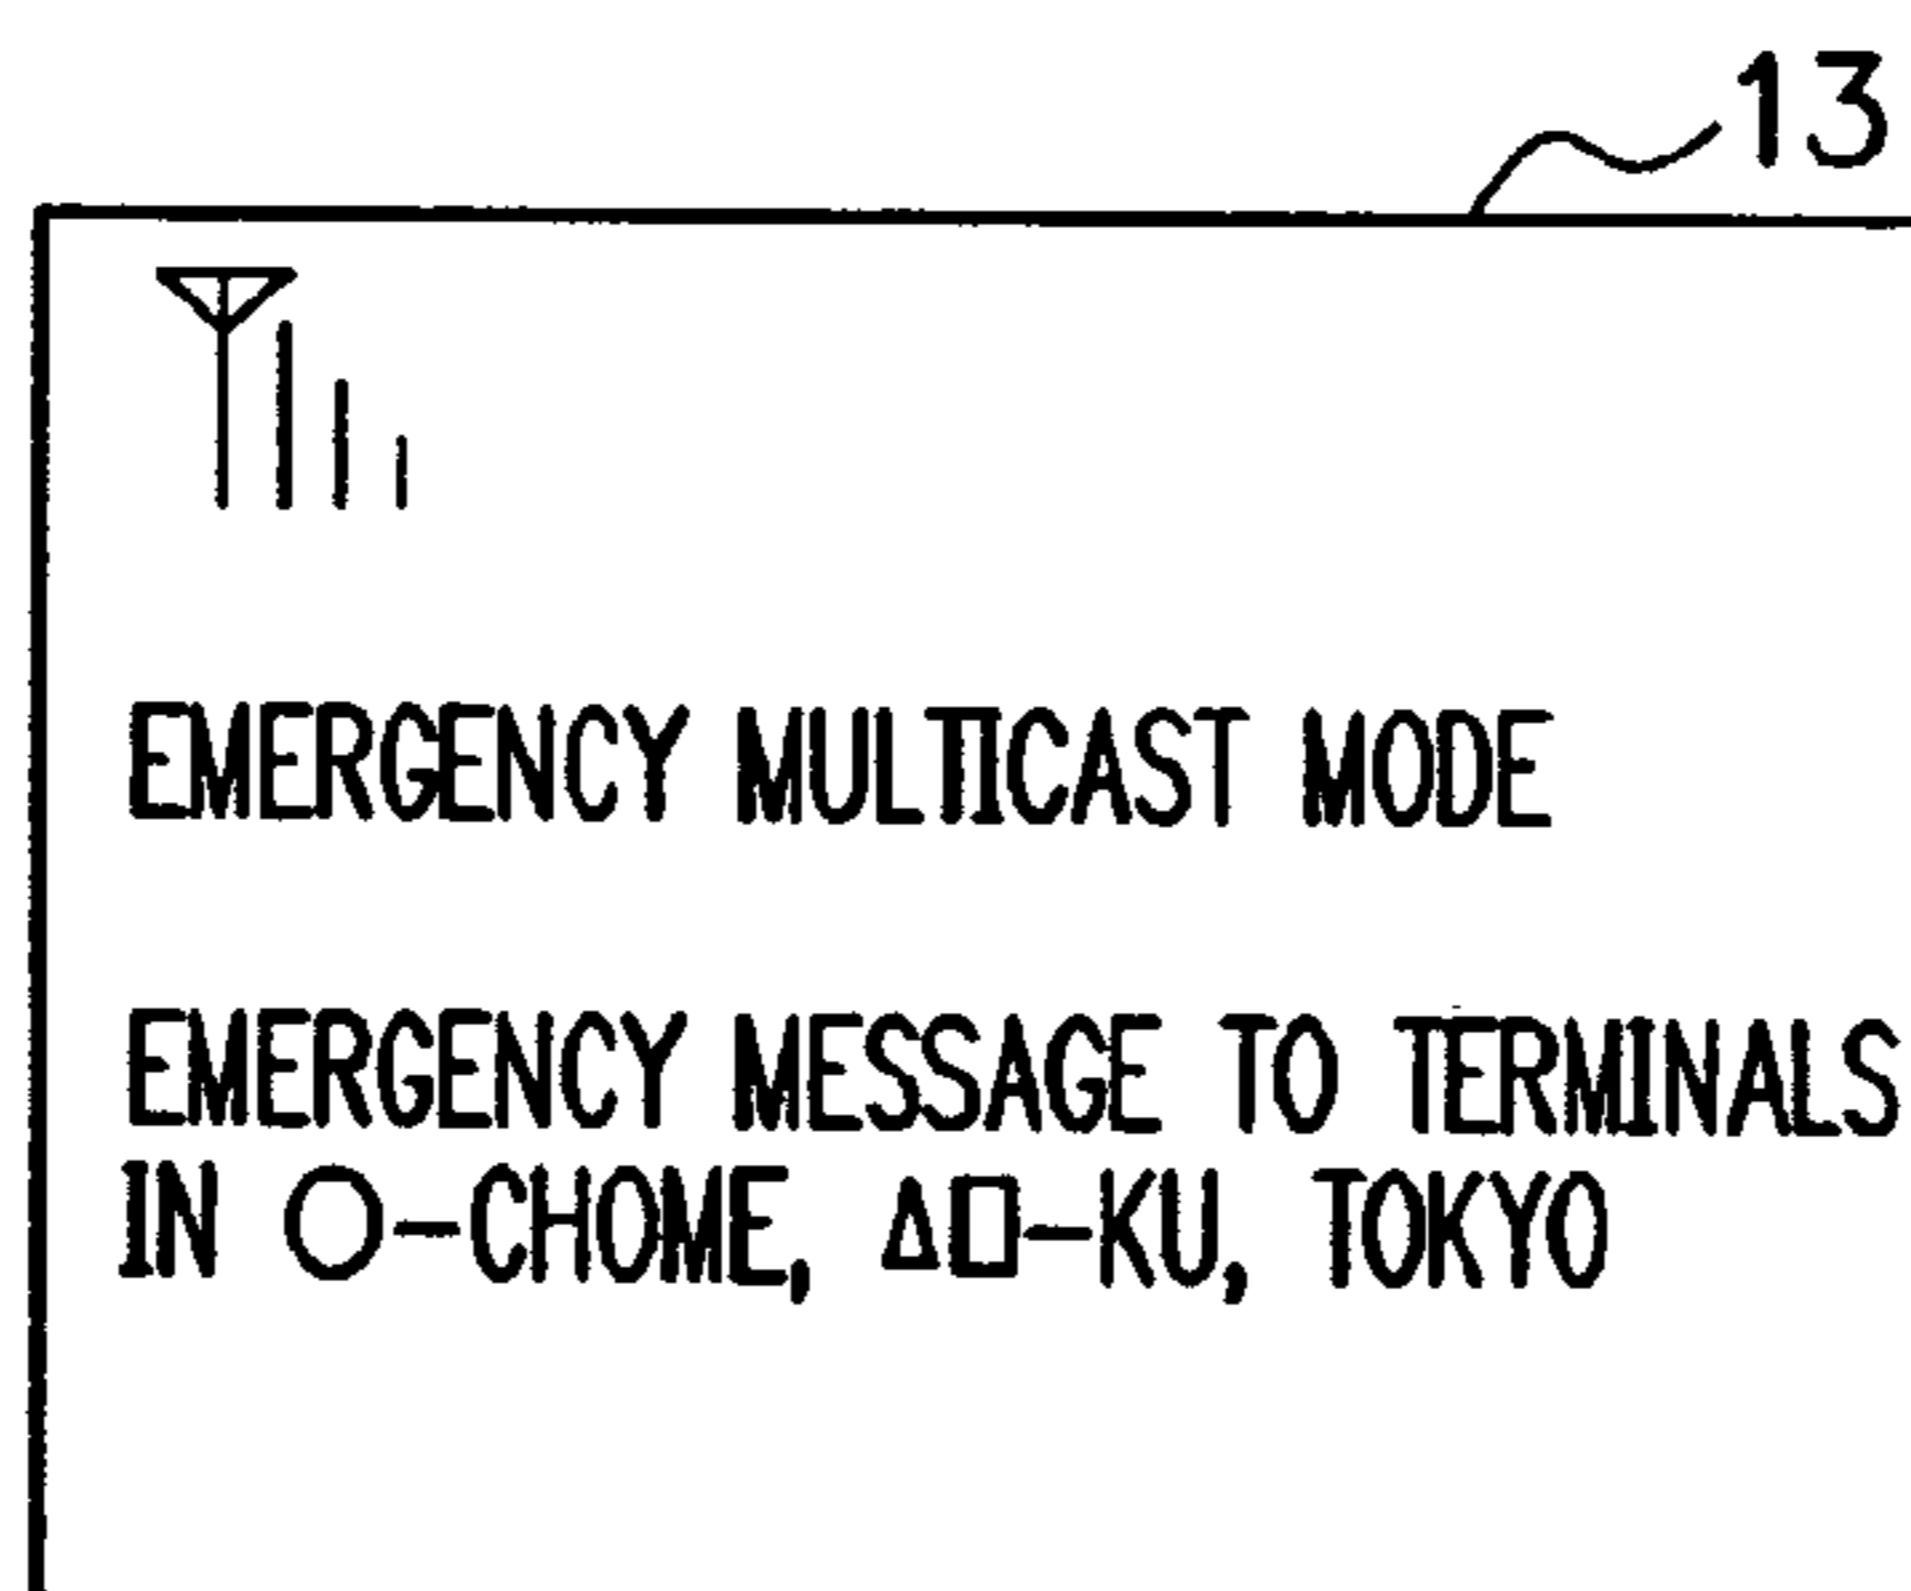 13
EMERGENCY MULTICAST MODE
EMERGENCY MESSAGE TO TERMINALS
IN ○-CHOME, Δ□-KU, TOKYO